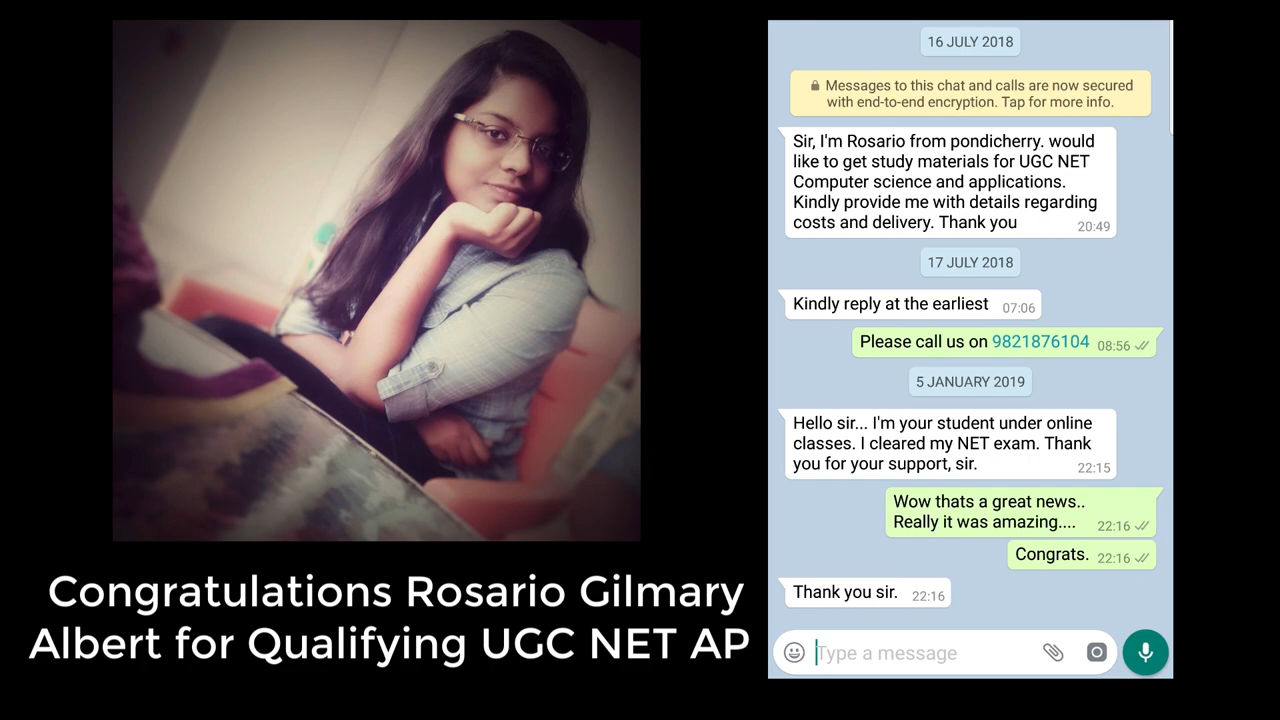 Congratulations Rosario Gilmary
Albert for Qualifying UGC NET AP
16 JULY 2018
Messages to this chat and calls are now secured
with end-to-end encryption. Tap for more info.
Sir, I'm Rosario from pondicherry. would
like to get study materials for UGC NET
Computer science and applications.
Kindly provide me with details regarding
costs and delivery. Thank you 20:49
17 JULY 2018
Kindly reply at the earliest 07:06
Please call us on 9821876104 08:56
5 JANUARY 2019
Hello sir... I'm your student under online
classes. I cleared my NET exam. Thank
you for your support, sir. 22:15
Wow thats a great news..
Really it was amazing.... 22:16
Congrats. 22:16
Thank you sir. 22:16
Type a message